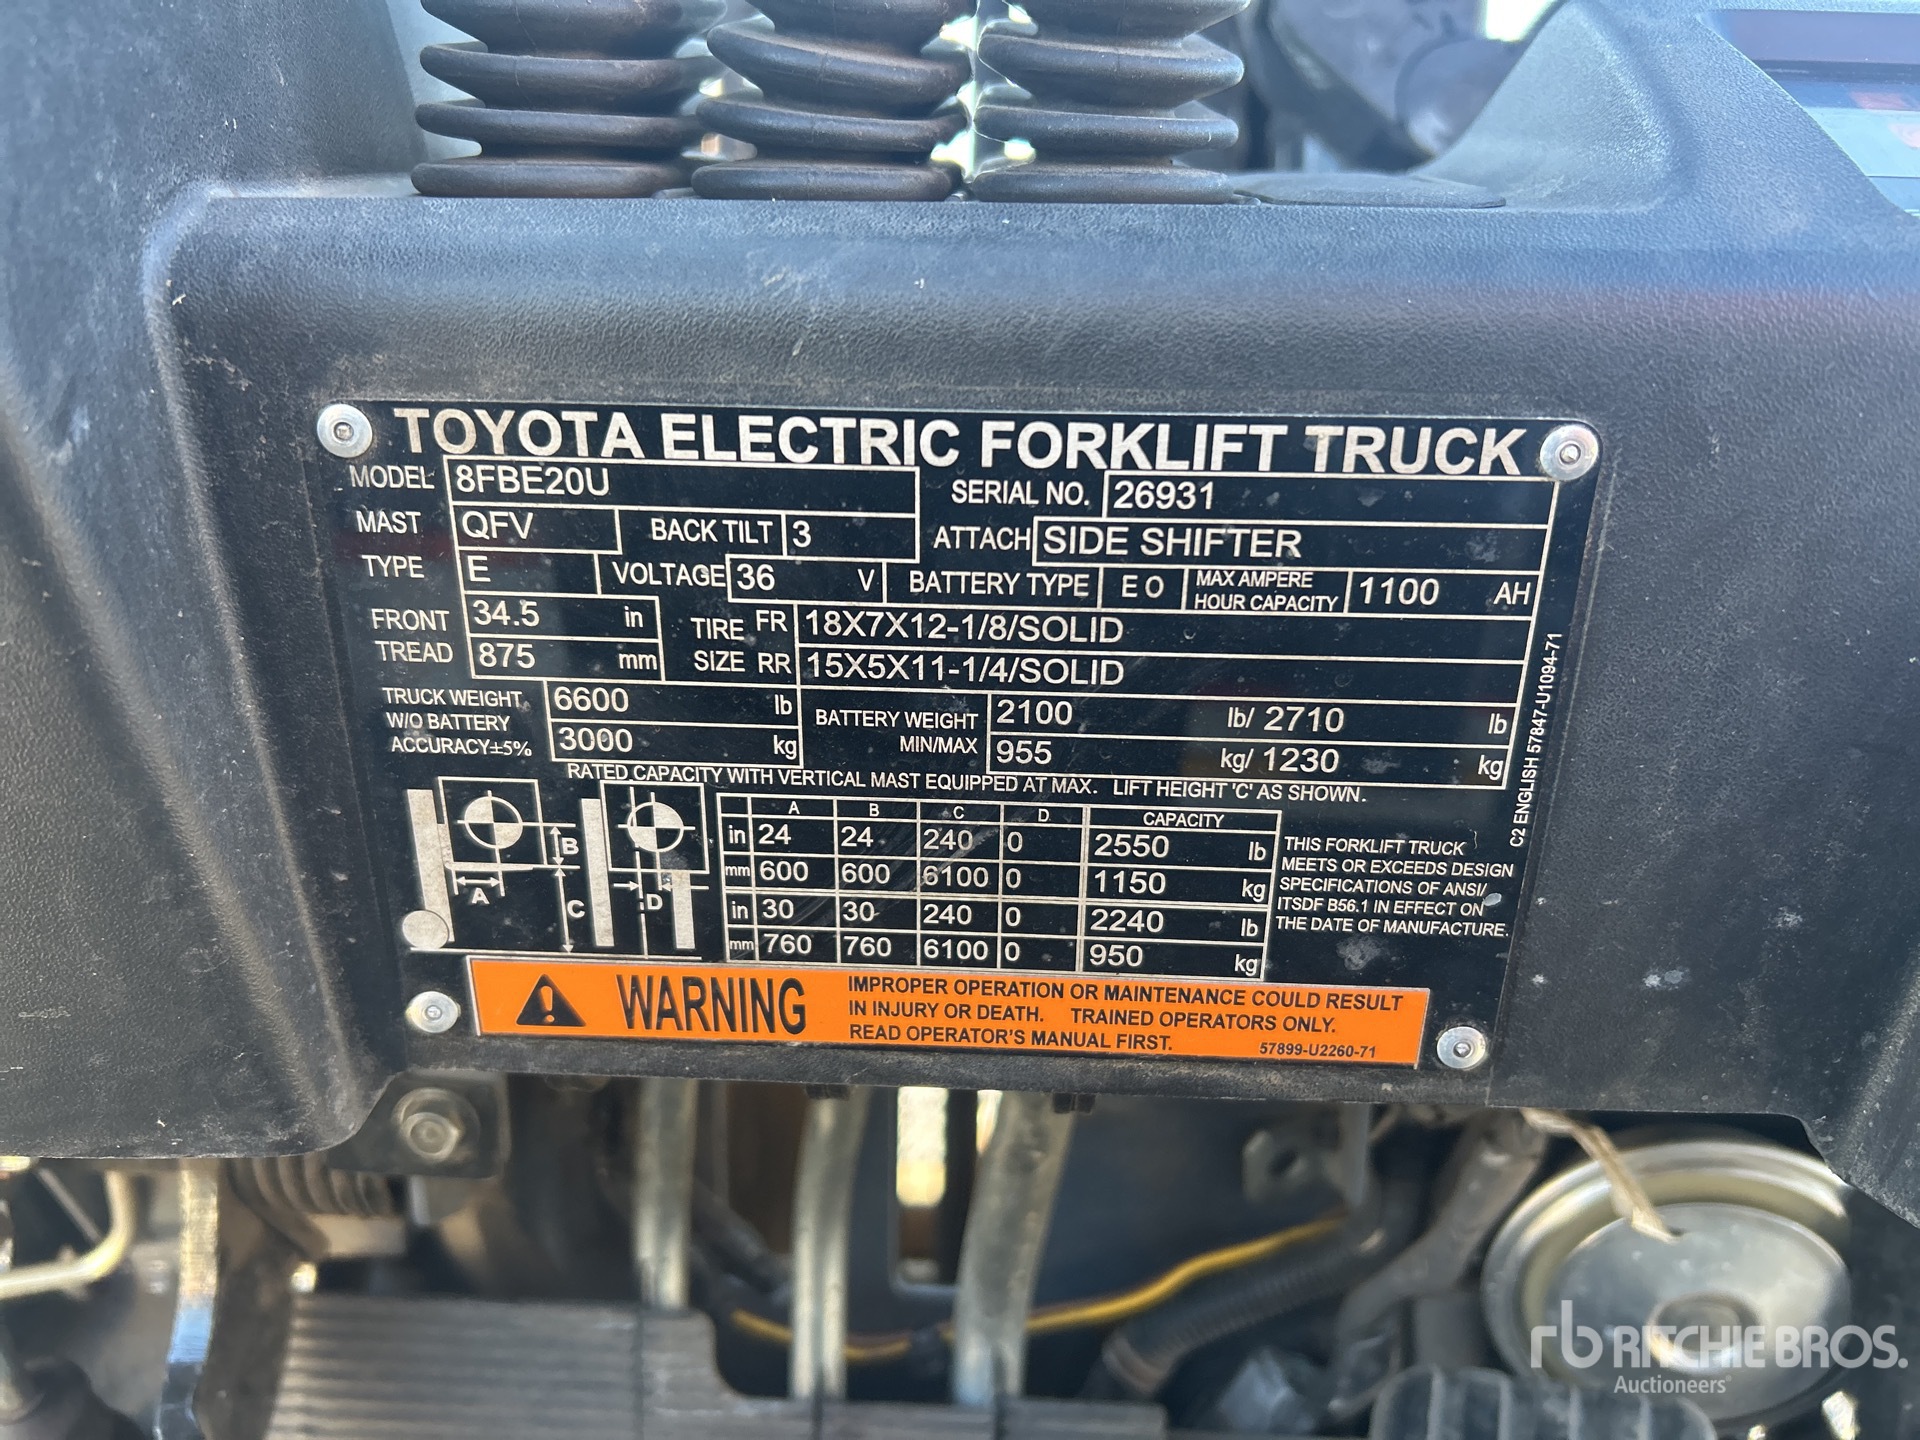 TOYOTA ELECTRIC FORKLIFT TRUCK
MODEL 8FBE20U SERIAL NO. 26931
MAST QFV BACK TILT 3 ATTACH SIDE SHIFTER
TYPE E VOLTAGE 36 V BATTERY TYPE E O MAX AMPERE HOUR CAPACITY 1100 AH
FRONT TREAD 34.5 in TIRE SIZE FR 18X7X12-1/8/SOLID
875 mm RR 15X5X11-1/4/SOLID
TRUCK WEIGHT W/O BATTERY ACCURACY±5% 6600 lb BATTERY WEIGHT MIN/MAX 2100 lb/ 2710 lb
3000 kg 955 kg/ 1230 kg
RATED CAPACITY WITH VERTICAL MAST EQUIPPED AT MAX. LIFT HEIGHT 'C' AS SHOWN.
A B C D CAPACITY
in 24 24 240 0 2550 lb
mm 600 600 6100 0 1150 kg
in 30 30 240 0 2240 lb
mm 760 760 6100 0 950 kg
A B C D
THIS FORKLIFT TRUCK
MEETS OR EXCEEDS DESIGN
SPECIFICATIONS OF ANSI/
ITSDF B56.1 IN EFFECT ON
THE DATE OF MANUFACTURE.
C2 ENGLISH 57847-U1094-71
WARNING
IMPROPER OPERATION OR MAINTENANCE COULD RESULT
IN INJURY OR DEATH. TRAINED OPERATORS ONLY.
READ OPERATOR'S MANUAL FIRST. 57899-U2260-71
rb RITCHIE BROS.
Auctioneers